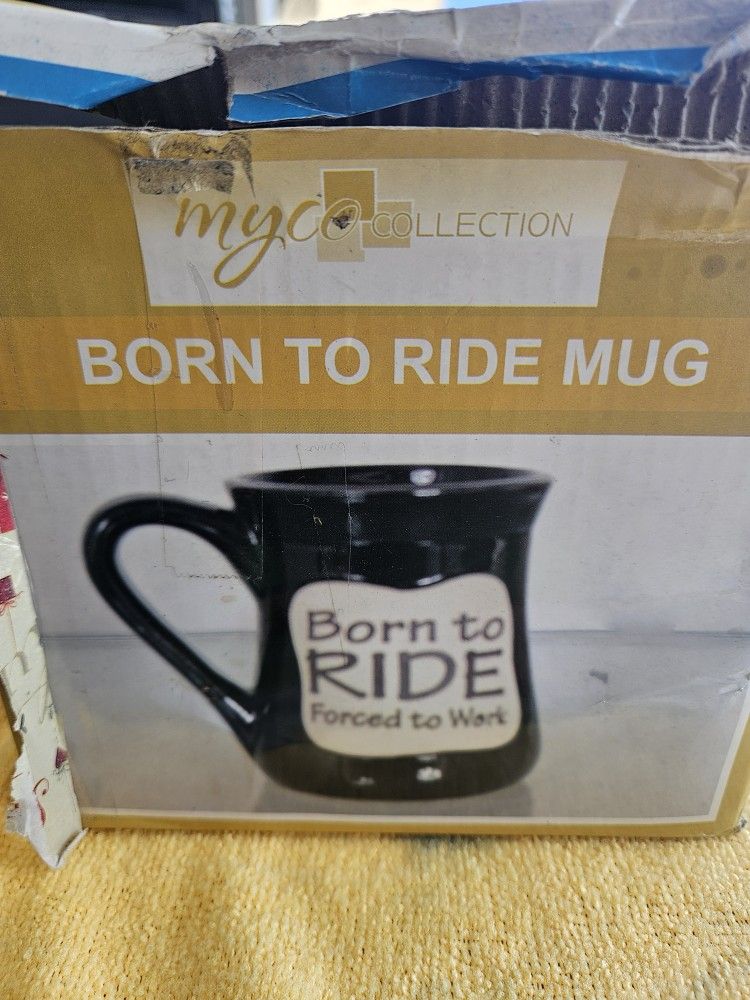 myco COLLECTION
BORN TO RIDE MUG
Born to
RIDE
Forced to Work